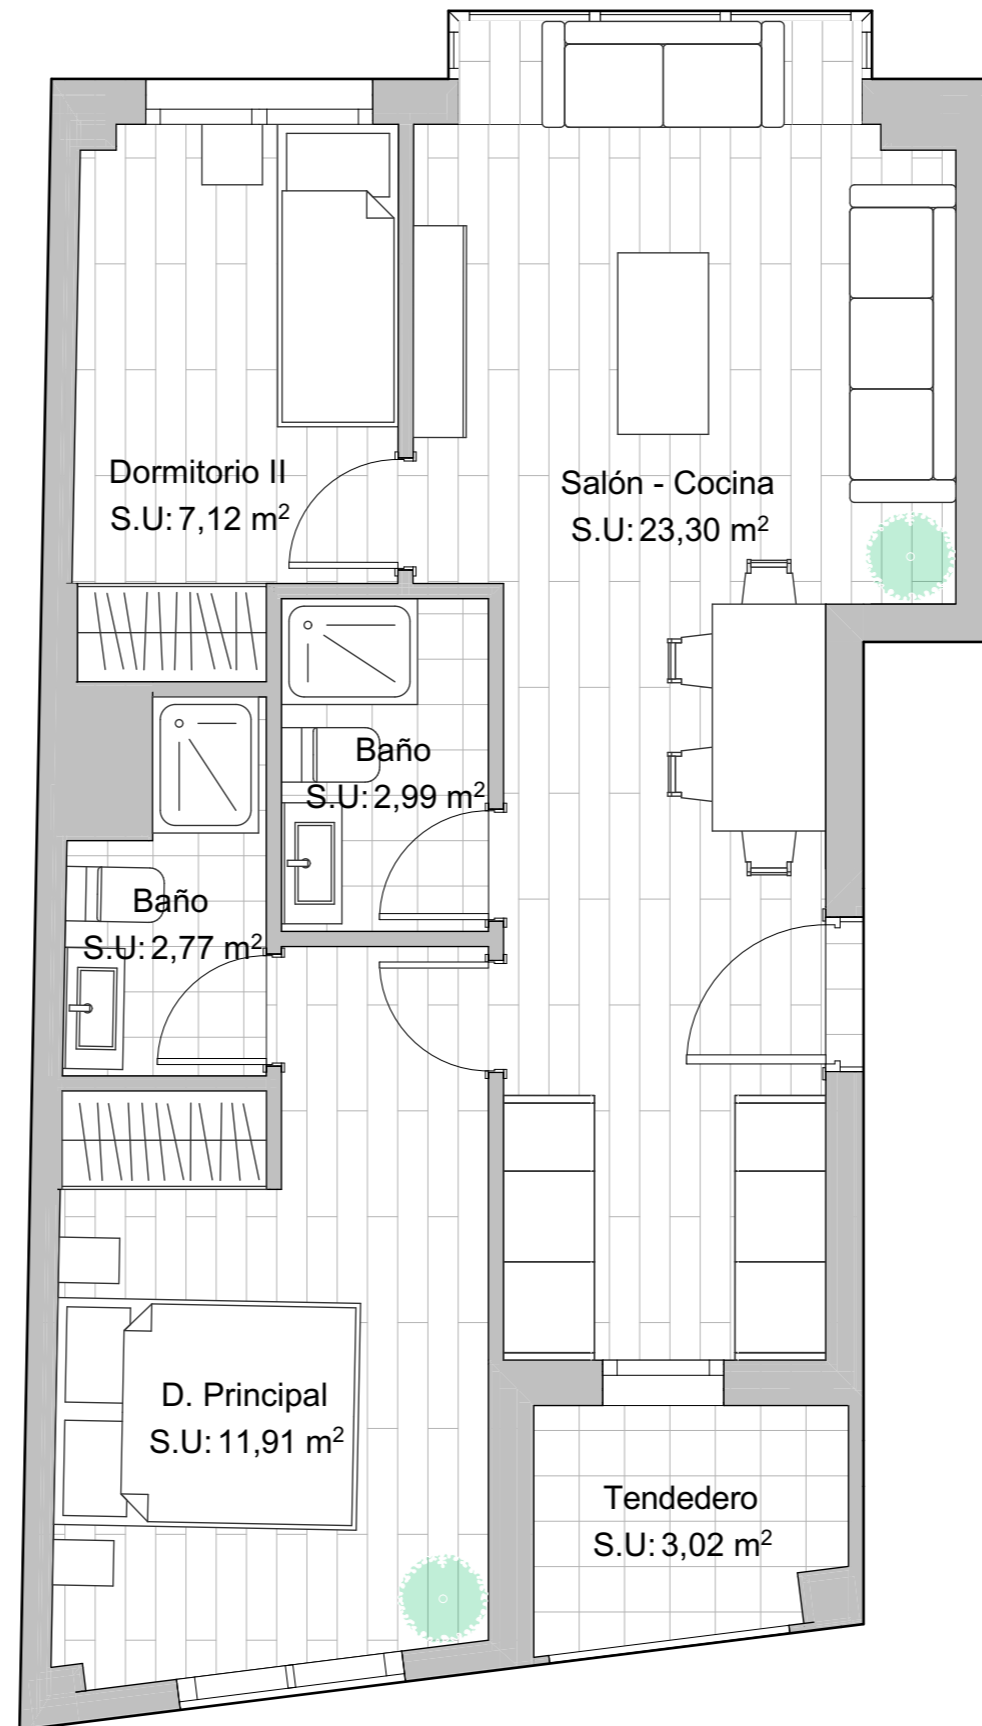 Dormitorio II
S.U: 7,12 m²
Salón - Cocina
S.U: 23,30 m²
Baño
S.U: 2,99 m²
Baño
S.U: 2,77 m²
D. Principal
S.U: 11,91 m²
Tendedero
S.U: 3,02 m²